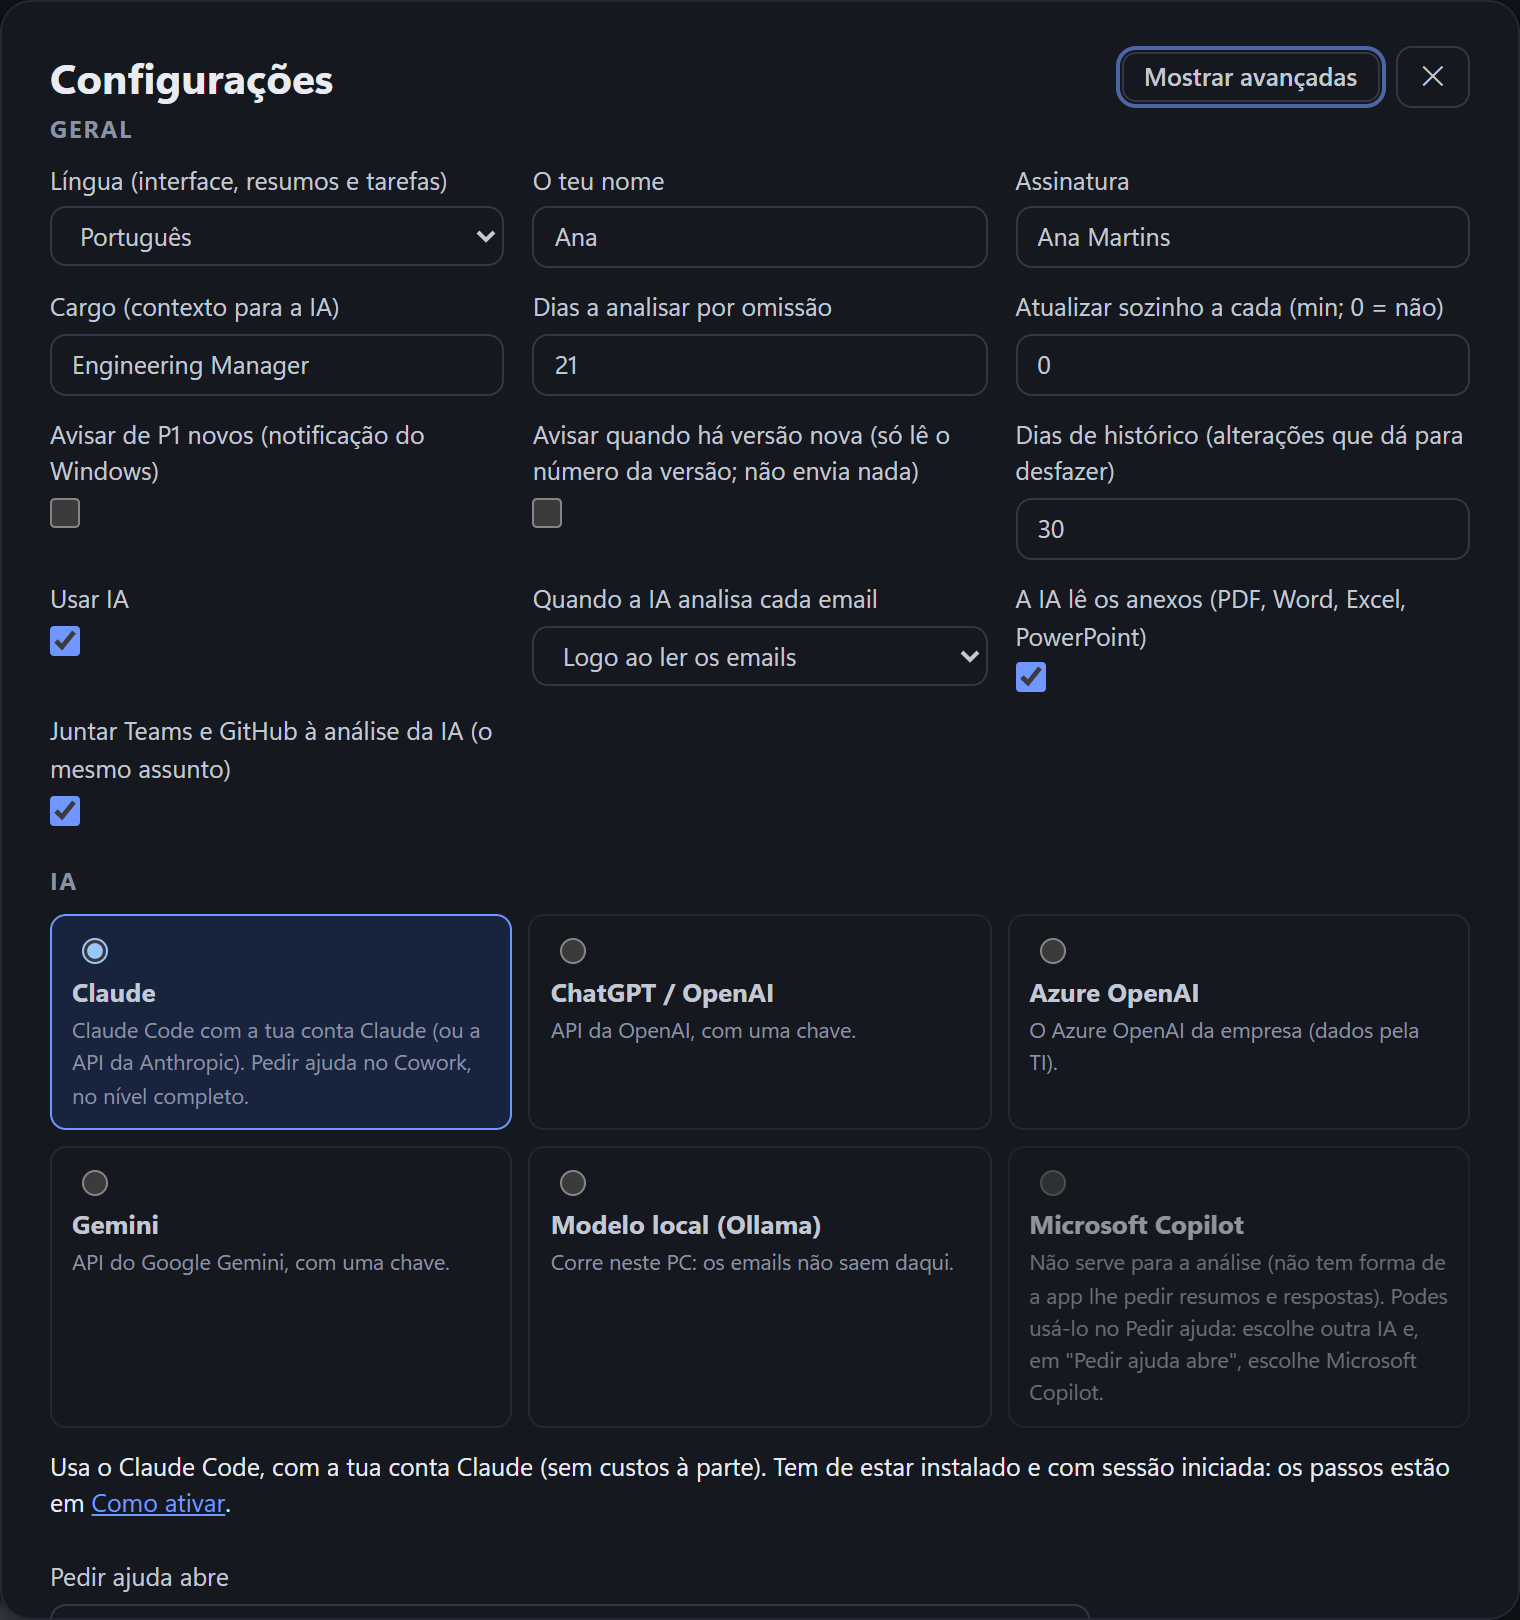 Configurações
Mostrar avançadas
GERAL
Língua (interface, resumos e tarefas)
Português
O teu nome
Ana
Assinatura
Ana Martins
Cargo (contexto para a IA)
Engineering Manager
Dias a analisar por omissão
21
Atualizar sozinho a cada (min; 0 = não)
0
Avisar de P1 novos (notificação do
Windows)
Avisar quando há versão nova (só lê o
número da versão; não envia nada)
Dias de histórico (alterações que dá para
desfazer)
30
Usar IA
Quando a IA analisa cada email
Logo ao ler os emails
A IA lê os anexos (PDF, Word, Excel,
PowerPoint)
Juntar Teams e GitHub à análise da IA (o
mesmo assunto)
IA
Claude
Claude Code com a tua conta Claude (ou a
API da Anthropic). Pedir ajuda no Cowork,
no nível completo.
ChatGPT / OpenAI
API da OpenAI, com uma chave.
Azure OpenAI
O Azure OpenAI da empresa (dados pela
TI).
Gemini
API do Google Gemini, com uma chave.
Modelo local (Ollama)
Corre neste PC: os emails não saem daqui.
Microsoft Copilot
Não serve para a análise (não tem forma de
a app lhe pedir resumos e respostas). Podes
usá-lo no Pedir ajuda: escolhe outra IA e,
em "Pedir ajuda abre", escolhe Microsoft
Copilot.
Usa o Claude Code, com a tua conta Claude (sem custos à parte). Tem de estar instalado e com sessão iniciada: os passos estão
em Como ativar.
Pedir ajuda abre